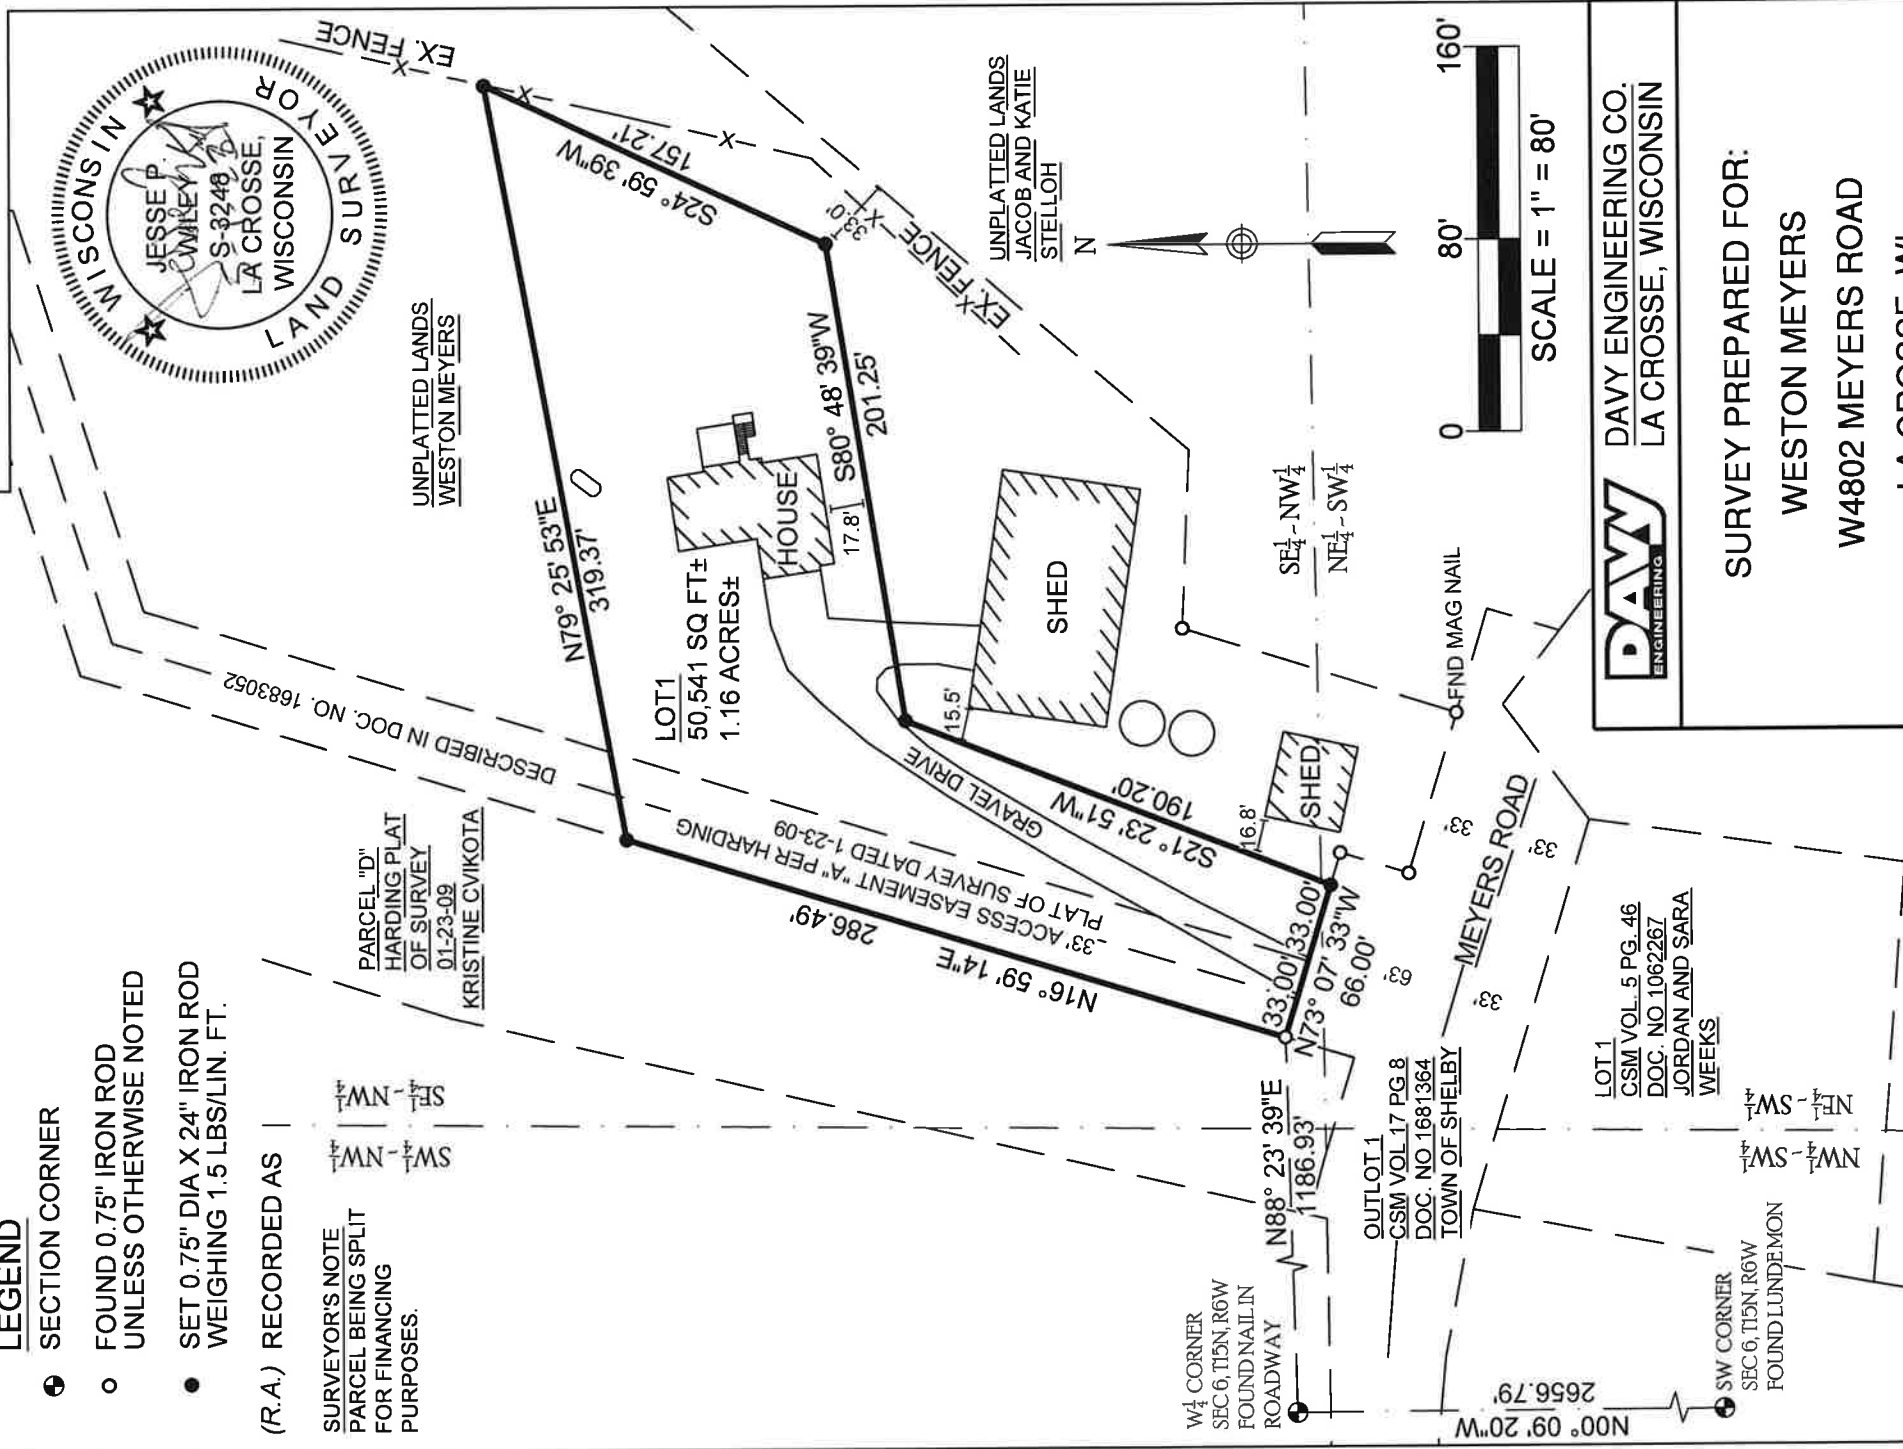 LEGEND
SECTION CORNER
FOUND 0.75" IRON ROD
UNLESS OTHERWISE NOTED
SET 0.75" DIA X 24" IRON ROD
WEIGHING 1.5 LBS/LIN. FT.
(R.A.) RECORDED AS
SURVEYOR'S NOTE
PARCEL BEING SPLIT
FOR FINANCING
PURPOSES.
SW¼-NW¼
SE¼-NW¼
PARCEL "D"
HARDING PLAT
OF SURVEY
01-23-09
KRISTINE CVIKOTA
DESCRIBED IN DOC. NO. 1683052
UNPLATTED LANDS
WESTON MEYERS
WISCONSIN
LAND SURVEYOR
JESSE P.
CWILEY
S-3248
LA CROSSE,
WISCONSIN
EX. FENCE
N79° 25' 53"E
319.37'
S24° 59' 39"W
157.21'
33.0'
EX. FENCE
LOT1
50,541 SQ FT±
1.16 ACRES±
HOUSE
17.8'
S80° 48' 39"W
201.25'
UNPLATTED LANDS
JACOB AND KATIE
STELLOH
N
N16° 59' 14"E
286.49'
33' ACCESS EASEMENT "A" PER HARDING
PLAT OF SURVEY DATED 1-23-09
GRAVEL DRIVE
15.5'
SHED
S21° 23' 51"W
190.20'
16.8'
SHED
SE¼-NW¼
NE¼-SW¼
33.00'
33.00'
N73° 07' 33"W
66.00'
N88° 23' 39"E
1186.93'
W¼ CORNER
SEC 6, T15N, R6W
FOUND NAIL IN
ROADWAY
OUTLOT 1
CSM VOL 17 PG 8
DOC. NO 1681364
TOWN OF SHELBY
63'
33'
33'
33'
MEYERS ROAD
FND MAG NAIL
LOT 1
CSM VOL. 5 PG. 46
DOC. NO 1062267
JORDAN AND SARA
WEEKS
NW¼-SW¼
NE¼-SW¼
N00° 09' 20"W
2656.79'
SW CORNER
SEC 6, T15N, R6W
FOUND LUNDEMON
0
80'
160'
SCALE = 1" = 80'
DAVY
ENGINEERING
DAVY ENGINEERING CO.
LA CROSSE, WISCONSIN
SURVEY PREPARED FOR:
WESTON MEYERS
W4802 MEYERS ROAD
LA CROSSE, WI